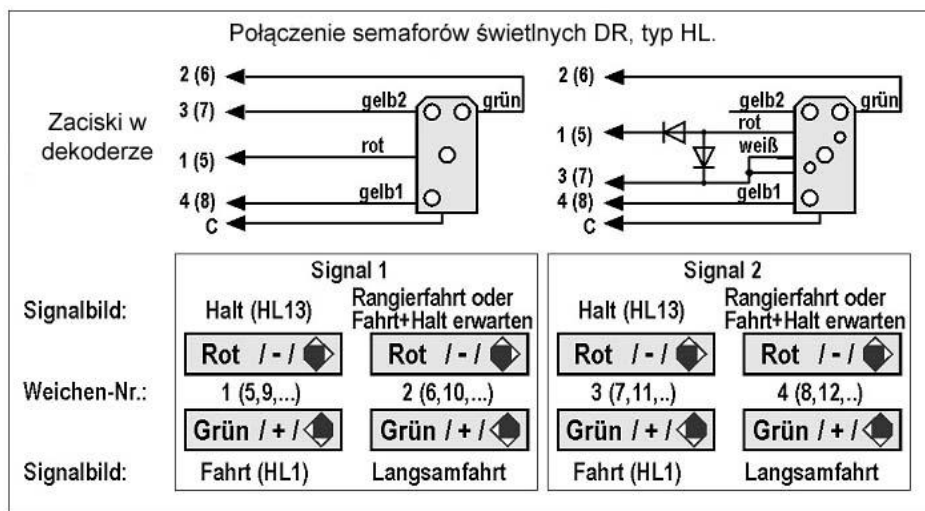 Połączenie semaforów świetlnych DR, typ HL.
Zaciski w
dekoderze
2 (6)
3 (7)
gelb2
grün
1 (5)
rot
4 (8)
gelb1
C
2 (6)
gelb2
grün
1 (5)
rot
weiß
3 (7)
4 (8)
gelb1
C
Signal 1
Signal 2
Signalbild:
Halt (HL13)
Rangierfahrt oder
Fahrt+Halt erwarten
Halt (HL13)
Rangierfahrt oder
Fahrt+Halt erwarten
Rot / - /
Rot / - /
Rot / - /
Rot / - /
Weichen-Nr.:
1 (5,9,...)
2 (6,10,...)
3 (7,11,..)
4 (8,12,..)
Grün / + /
Grün / + /
Grün / + /
Grün / + /
Signalbild:
Fahrt (HL1)
Langsamfahrt
Fahrt (HL1)
Langsamfahrt